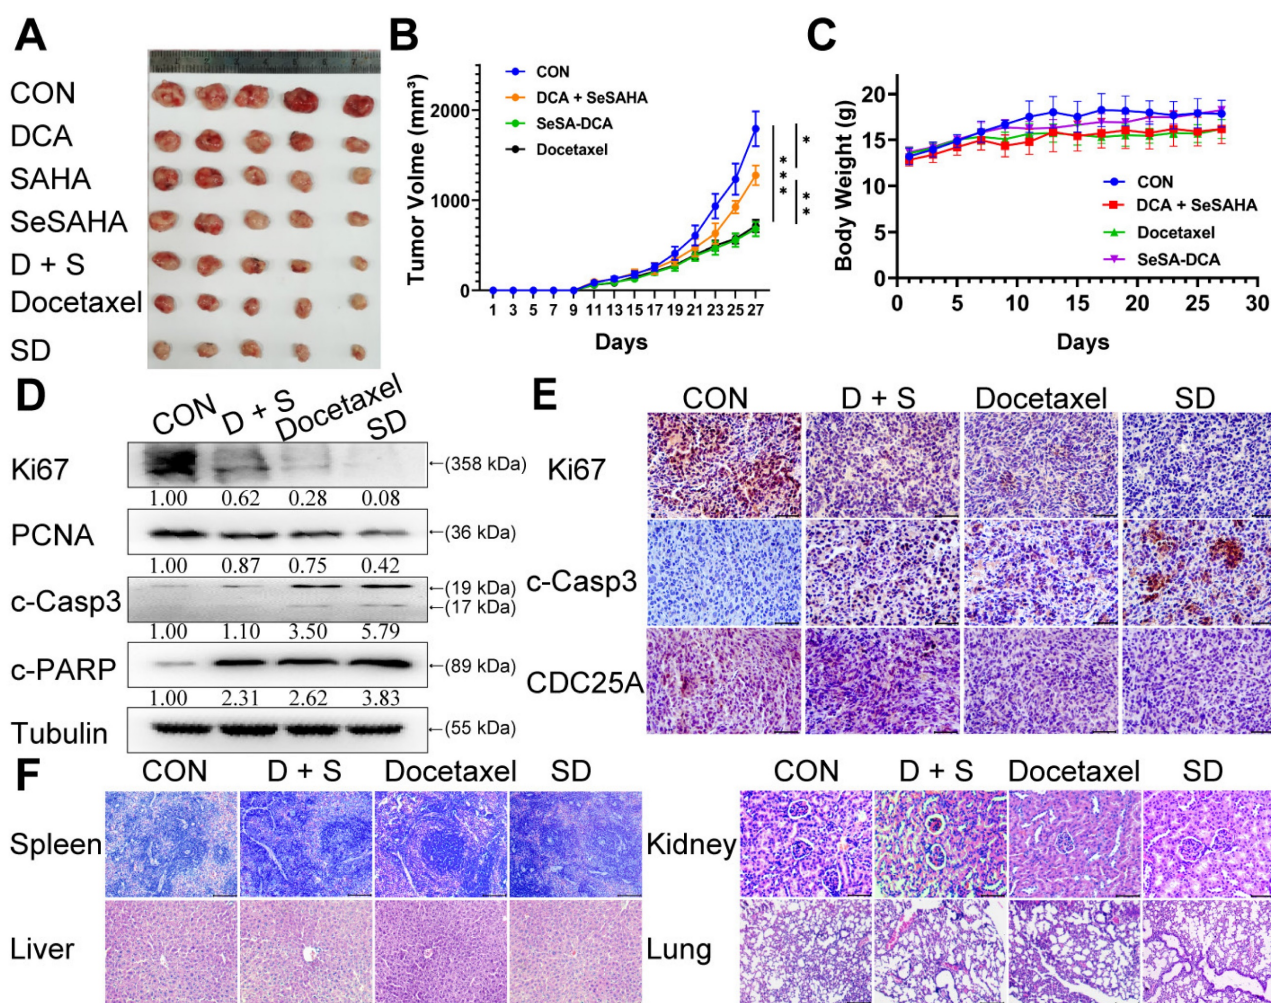 A
CON
DCA
SAHA
SeSAHA
D + S
Docetaxel
SD
B
Tumor Volme (mm³)
2000
1000
0
CON
DCA + SeSAHA
SeSA-DCA
Docetaxel
*
***
**
1 3 5 7 9 11 13 15 17 19 21 23 25 27
Days
C
Body Weight (g)
20
15
10
5
0
CON
DCA + SeSAHA
Docetaxel
SeSA-DCA
0 5 10 15 20 25 30
Days
D
CON D + S Docetaxel SD
Ki67 (358 kDa)
1.00 0.62 0.28 0.08
PCNA (36 kDa)
1.00 0.87 0.75 0.42
c-Casp3 (19 kDa)
(17 kDa)
1.00 1.10 3.50 5.79
c-PARP (89 kDa)
1.00 2.31 2.62 3.83
Tubulin (55 kDa)
E
CON D + S Docetaxel SD
Ki67
c-Casp3
CDC25A
F
CON D + S Docetaxel SD
Spleen
Liver
CON D + S Docetaxel SD
Kidney
Lung